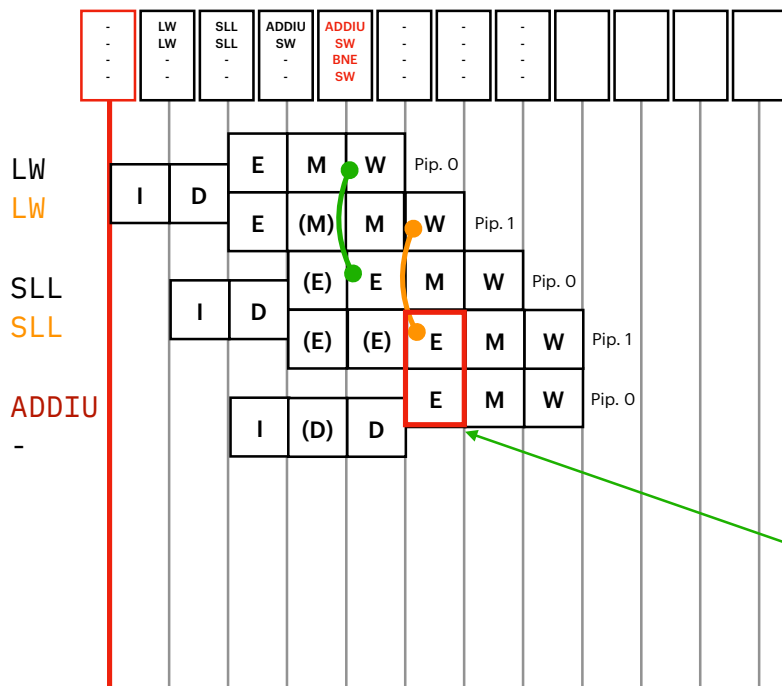 - LW SLL ADDIU ADDIU - - -
- LW SLL SW SW - - -
- - - - BNE - - -
- - - - SW - - -
LW
E M W Pip. 0
I D
LW
E (M) M W Pip. 1
SLL
(E) E M W Pip. 0
I D
SLL
(E) (E) E M W Pip. 1
ADDIU
E M W Pip. 0
I (D) D
-